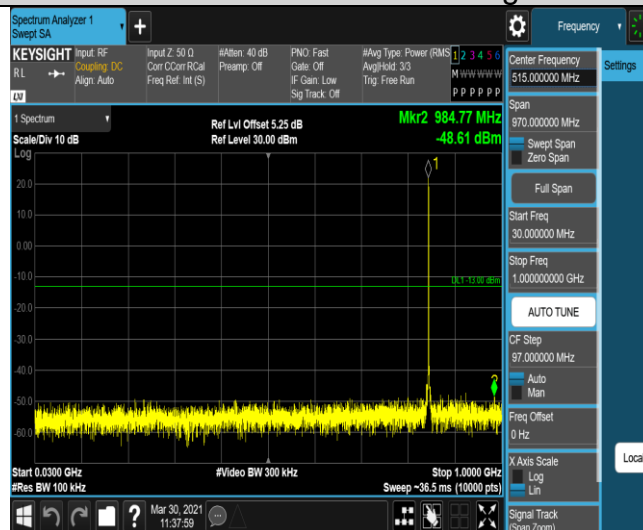 Spectrum Analyzer 1
Swept SA
+
Frequency
KEYSIGHT
RL
Input: RF
Coupling: DC
Align: Auto
Input Z: 50 Ω
Corr CCorr RCal
Freq Ref: Int (S)
#Atten: 40 dB
Preamp: Off
PNO: Fast
Gate: Off
IF Gain: Low
Sig Track: Off
#Avg Type: Power (RMS
Avg|Hold: 3/3
Trig: Free Run
1 2 3 4 5 6
M W W W W W
P P P P P P
LXI
1 Spectrum
Scale/Div 10 dB
Log
Ref Lvl Offset 5.25 dB
Ref Level 30.00 dBm
Mkr2 984.77 MHz
-48.61 dBm
1
20.0
10.0
0.00
-10.0
DL1 -13.00 dBm
-20.0
-30.0
-40.0
-50.0
-60.0
2
Start 0.0300 GHz
#Res BW 100 kHz
#Video BW 300 kHz
Stop 1.0000 GHz
Sweep ~36.5 ms (10000 pts)
Mar 30, 2021
11:37:59
?
Center Frequency
515.000000 MHz
Settings
Span
970.000000 MHz
Swept Span
Zero Span
Full Span
Start Freq
30.000000 MHz
Stop Freq
1.000000000 GHz
AUTO TUNE
CF Step
97.000000 MHz
Auto
Man
Freq Offset
0 Hz
X Axis Scale
Log
Lin
Local
Signal Track
(Span Zoom)